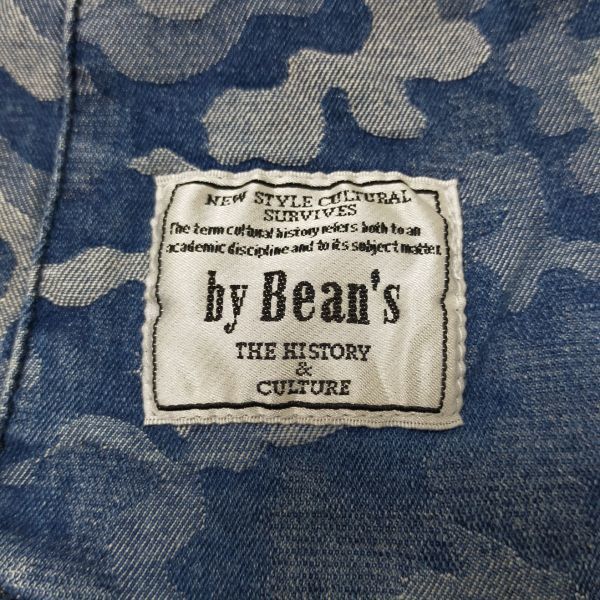 NEW STYLE CULTURAL
SURVIVES
The term cultural history refers both to an
academic discipline and to its subject matter.
by Bean's
THE HISTORY
&
CULTURE